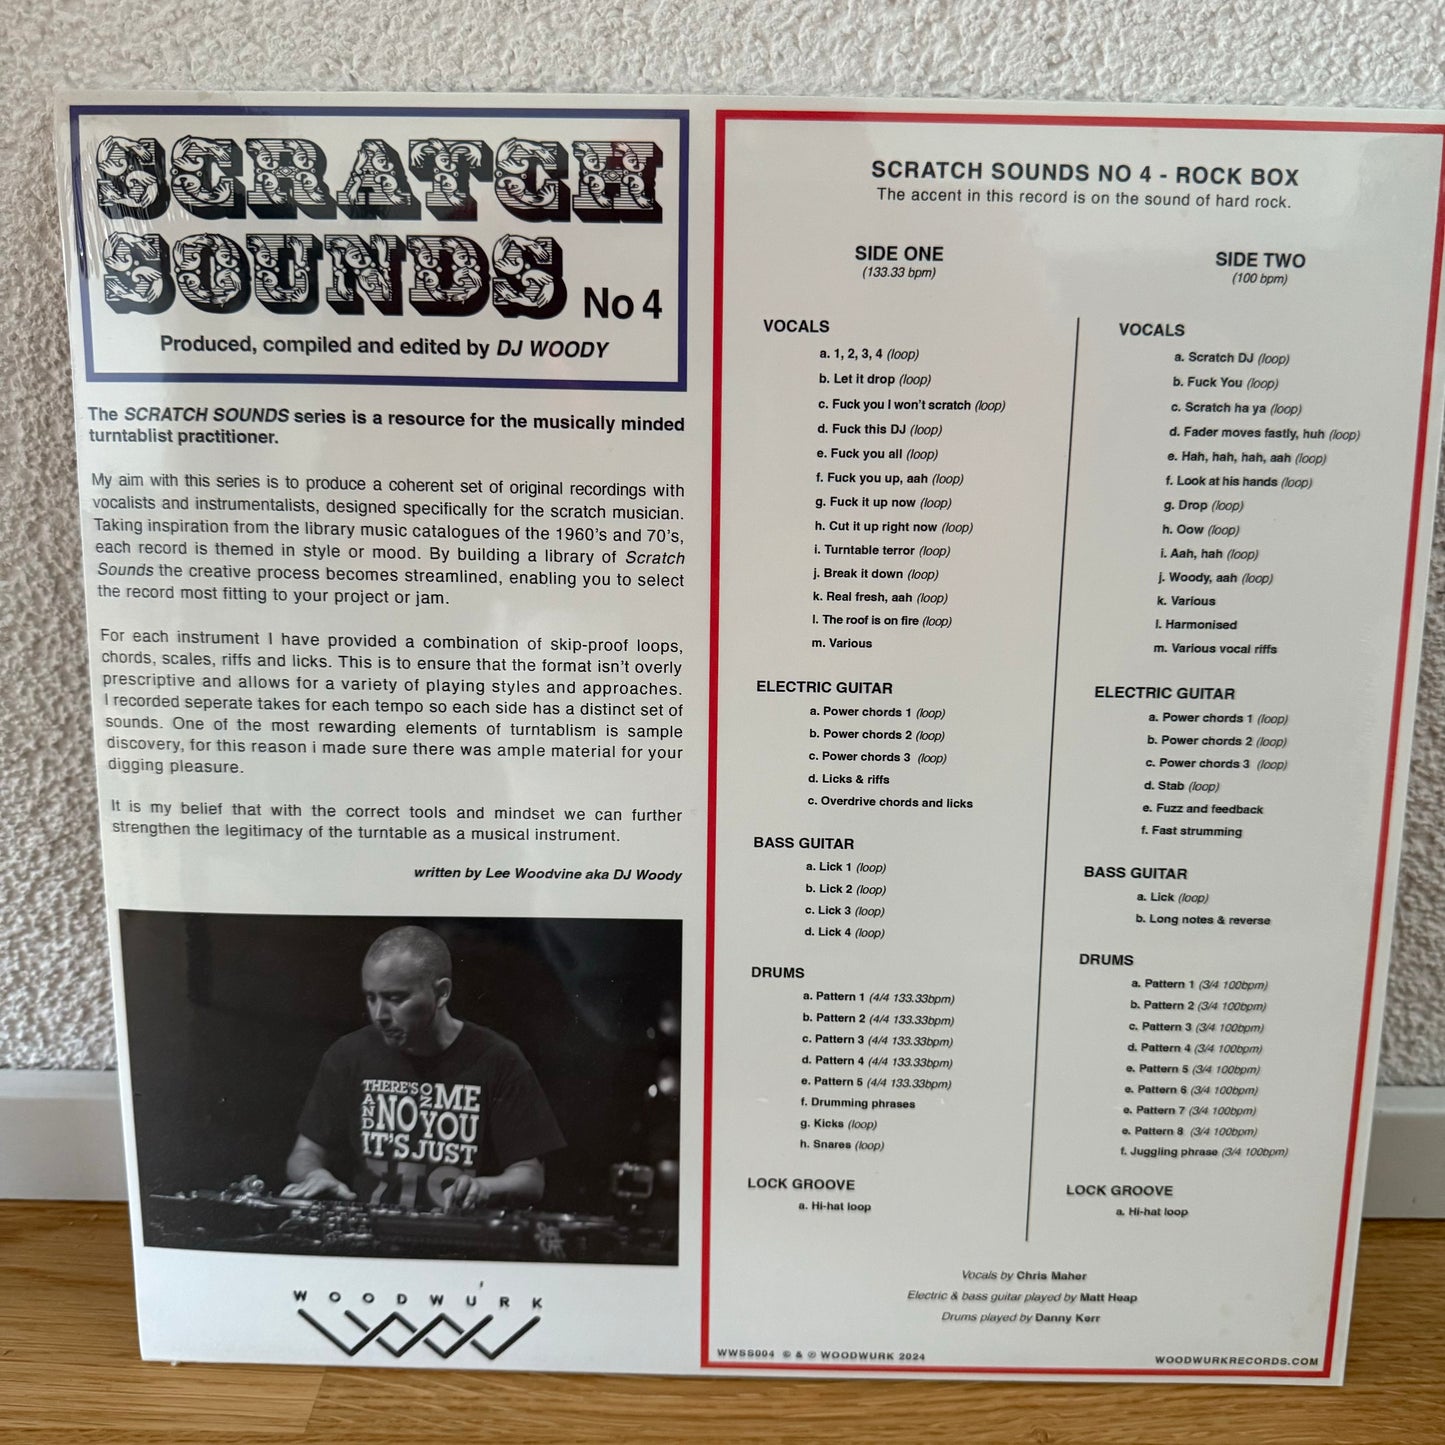 SCRATCH
SOUNDS No 4
Produced, compiled and edited by DJ WOODY
The SCRATCH SOUNDS series is a resource for the musically minded
turntablist practitioner.
My aim with this series is to produce a coherent set of original recordings with
vocalists and instrumentalists, designed specifically for the scratch musician.
Taking inspiration from the library music catalogues of the 1960's and 70's,
each record is themed in style or mood. By building a library of Scratch
Sounds the creative process becomes streamlined, enabling you to select
the record most fitting to your project or jam.
For each instrument I have provided a combination of skip-proof loops,
chords, scales, riffs and licks. This is to ensure that the format isn't overly
prescriptive and allows for a variety of playing styles and approaches.
I recorded seperate takes for each tempo so each side has a distinct set of
sounds. One of the most rewarding elements of turntablism is sample
discovery, for this reason i made sure there was ample material for your
digging pleasure.
It is my belief that with the correct tools and mindset we can further
strengthen the legitimacy of the turntable as a musical instrument.
written by Lee Woodvine aka DJ Woody
THERE'S NO ONE
AND NO ME
YOU
IT'S JUST
WOODWURK
SCRATCH SOUNDS NO 4 - ROCK BOX
The accent in this record is on the sound of hard rock.
SIDE ONE
(133.33 bpm)
VOCALS
a. 1, 2, 3, 4 (loop)
b. Let it drop (loop)
c. Fuck you I won't scratch (loop)
d. Fuck this DJ (loop)
e. Fuck you all (loop)
f. Fuck you up, aah (loop)
g. Fuck it up now (loop)
h. Cut it up right now (loop)
i. Turntable terror (loop)
j. Break it down (loop)
k. Real fresh, aah (loop)
l. The roof is on fire (loop)
m. Various
ELECTRIC GUITAR
a. Power chords 1 (loop)
b. Power chords 2 (loop)
c. Power chords 3 (loop)
d. Licks & riffs
c. Overdrive chords and licks
BASS GUITAR
a. Lick 1 (loop)
b. Lick 2 (loop)
c. Lick 3 (loop)
d. Lick 4 (loop)
DRUMS
a. Pattern 1 (4/4 133.33bpm)
b. Pattern 2 (4/4 133.33bpm)
c. Pattern 3 (4/4 133.33bpm)
d. Pattern 4 (4/4 133.33bpm)
e. Pattern 5 (4/4 133.33bpm)
f. Drumming phrases
g. Kicks (loop)
h. Snares (loop)
LOCK GROOVE
a. Hi-hat loop
SIDE TWO
(100 bpm)
VOCALS
a. Scratch DJ (loop)
b. Fuck You (loop)
c. Scratch ha ya (loop)
d. Fader moves fastly, huh (loop)
e. Hah, hah, hah, aah (loop)
f. Look at his hands (loop)
g. Drop (loop)
h. Oow (loop)
i. Aah, hah (loop)
j. Woody, aah (loop)
k. Various
l. Harmonised
m. Various vocal riffs
ELECTRIC GUITAR
a. Power chords 1 (loop)
b. Power chords 2 (loop)
c. Power chords 3 (loop)
d. Stab (loop)
e. Fuzz and feedback
f. Fast strumming
BASS GUITAR
a. Lick (loop)
b. Long notes & reverse
DRUMS
a. Pattern 1 (3/4 100bpm)
b. Pattern 2 (3/4 100bpm)
c. Pattern 3 (3/4 100bpm)
d. Pattern 4 (3/4 100bpm)
e. Pattern 5 (3/4 100bpm)
e. Pattern 6 (3/4 100bpm)
e. Pattern 7 (3/4 100bpm)
e. Pattern 8 (3/4 100bpm)
f. Juggling phrase (3/4 100bpm)
LOCK GROOVE
a. Hi-hat loop
Vocals by Chris Maher
Electric & bass guitar played by Matt Heap
Drums played by Danny Kerr
WWSS004 © & ℗ WOODWURK 2024
WOODWURKRECORDS.COM